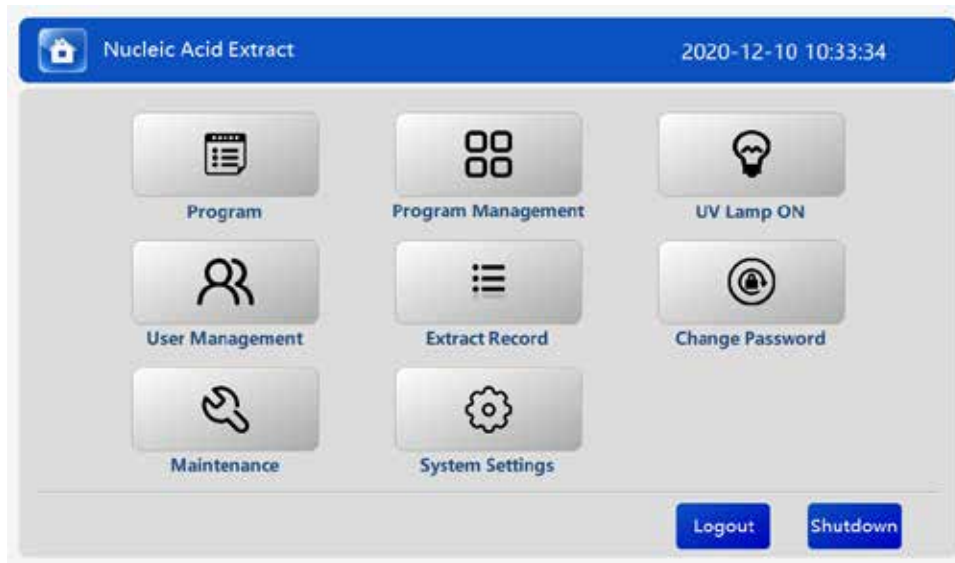 Nucleic Acid Extract 2020-12-10 10:33:34
Program Program Management UV Lamp ON
User Management Extract Record Change Password
Maintenance System Settings
Logout Shutdown